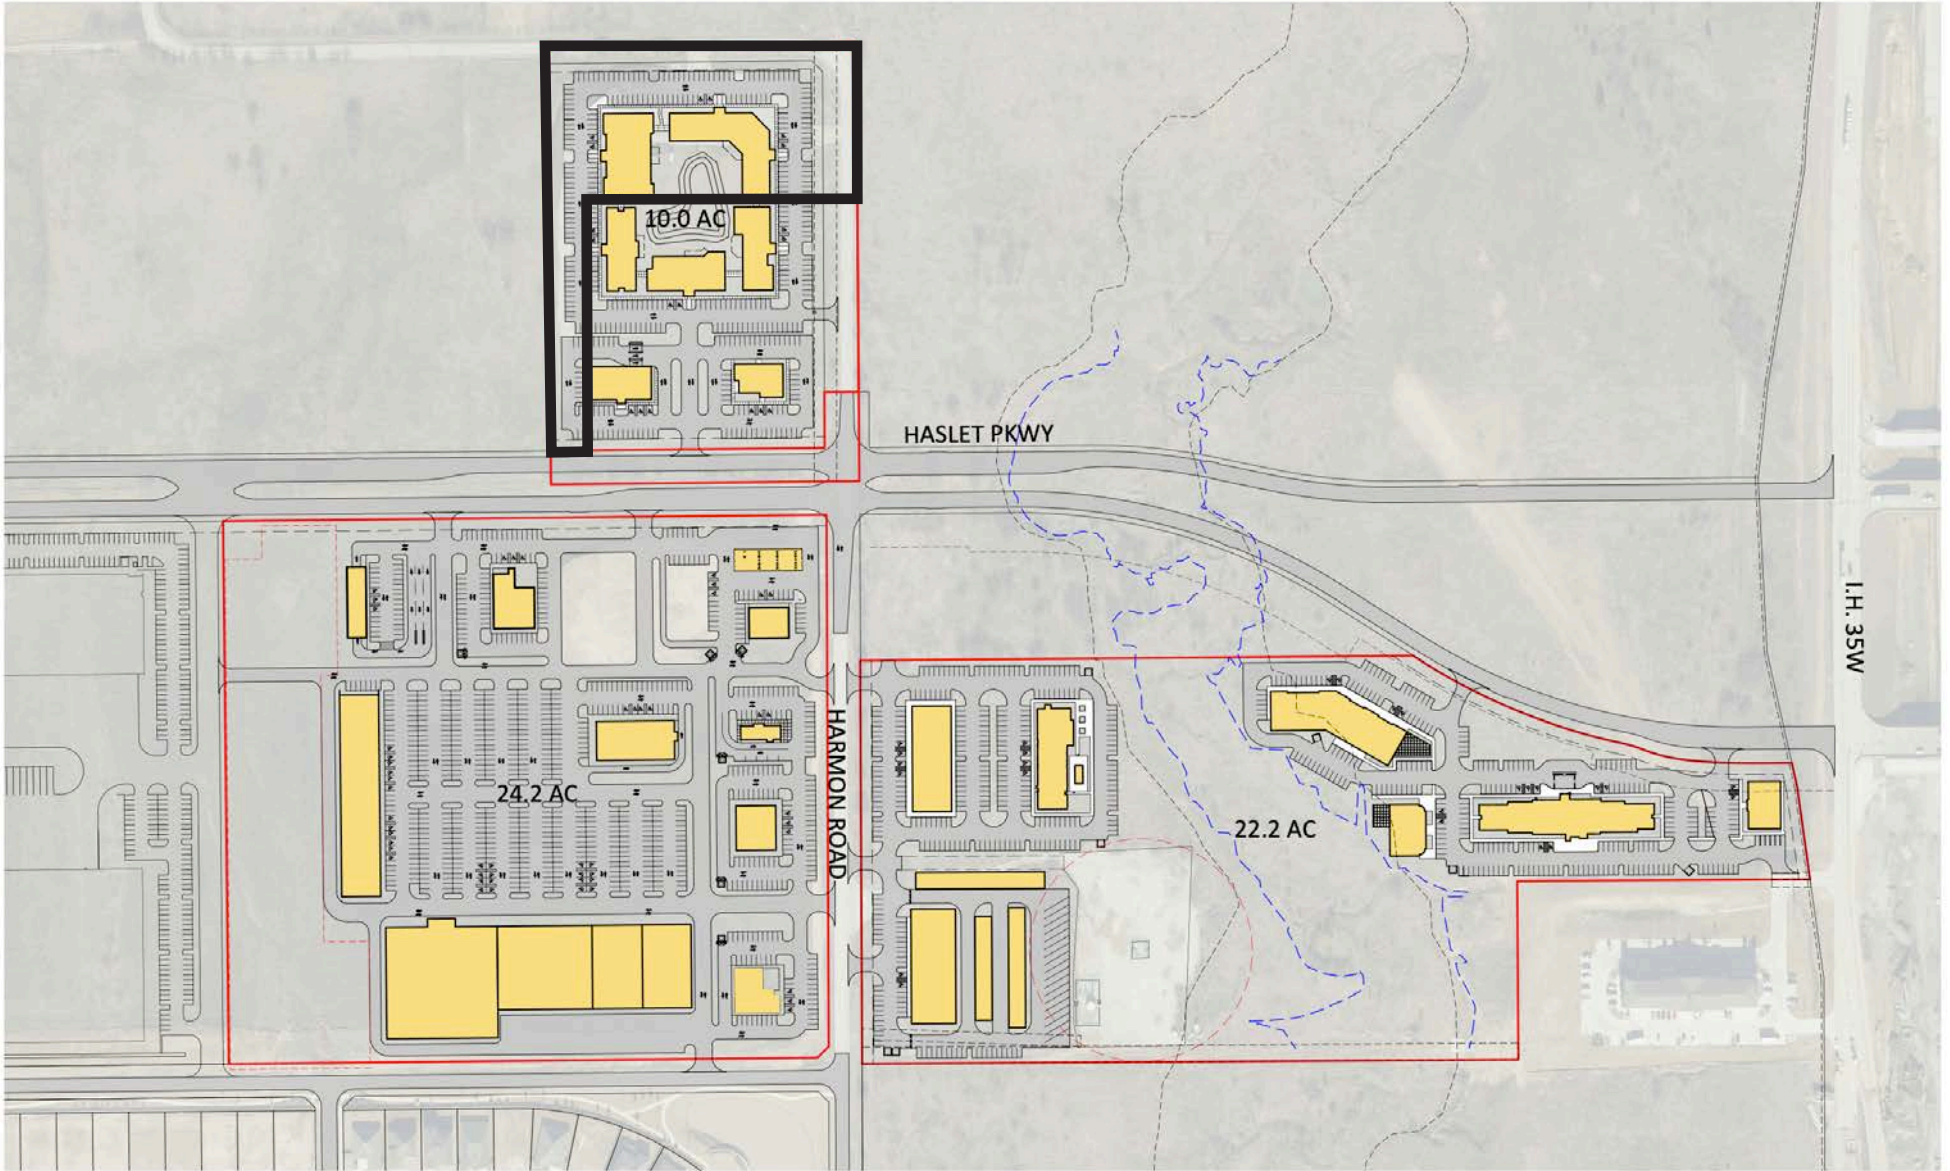 10.0 AC
HASLET PKWY
I.H. 35W
HARMON ROAD
24.2 AC
22.2 AC